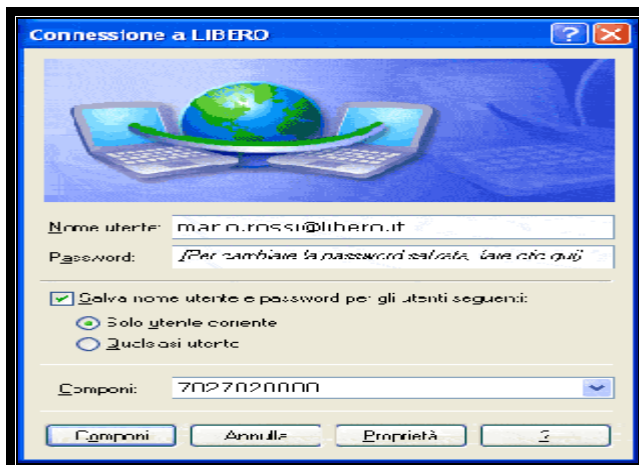 Connessione a LIBERO
Nome utente: mario.rossi@libero.it
Password: [Per cambiare la password salvata, fare clic qui]
Salva nome utente e password per gli utenti seguenti:
Solo utente corrente
Qualsiasi utente
Componi: 7027020000
Componi Annulla Proprietà ?